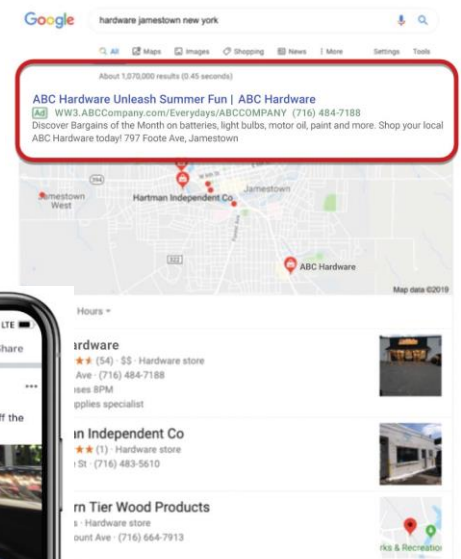 Google
hardware jamestown new york
All Maps Images Shopping News More Settings Tools
About 1,070,000 results (0.45 seconds)
ABC Hardware Unleash Summer Fun | ABC Hardware
Ad WW3.ABCCompany.com/Everydays/ABCCOMPANY (716) 484-7188
Discover Bargains of the Month on batteries, light bulbs, motor oil, paint and more. Shop your local
ABC Hardware today! 797 Foote Ave, Jamestown
394
Jamestown
West
Hartman Independent Co
Jamestown
ABC Hardware
Map data ©2019
Hours
LTE
hare
ff the
ardware
(54) · $$ · Hardware store
Ave · (716) 484-7188
oses 8PM
pplies specialist
n Independent Co
(1) · Hardware store
St · (716) 483-5610
rn Tier Wood Products
s · Hardware store
ount Ave · (716) 664-7913
rks & Recreation